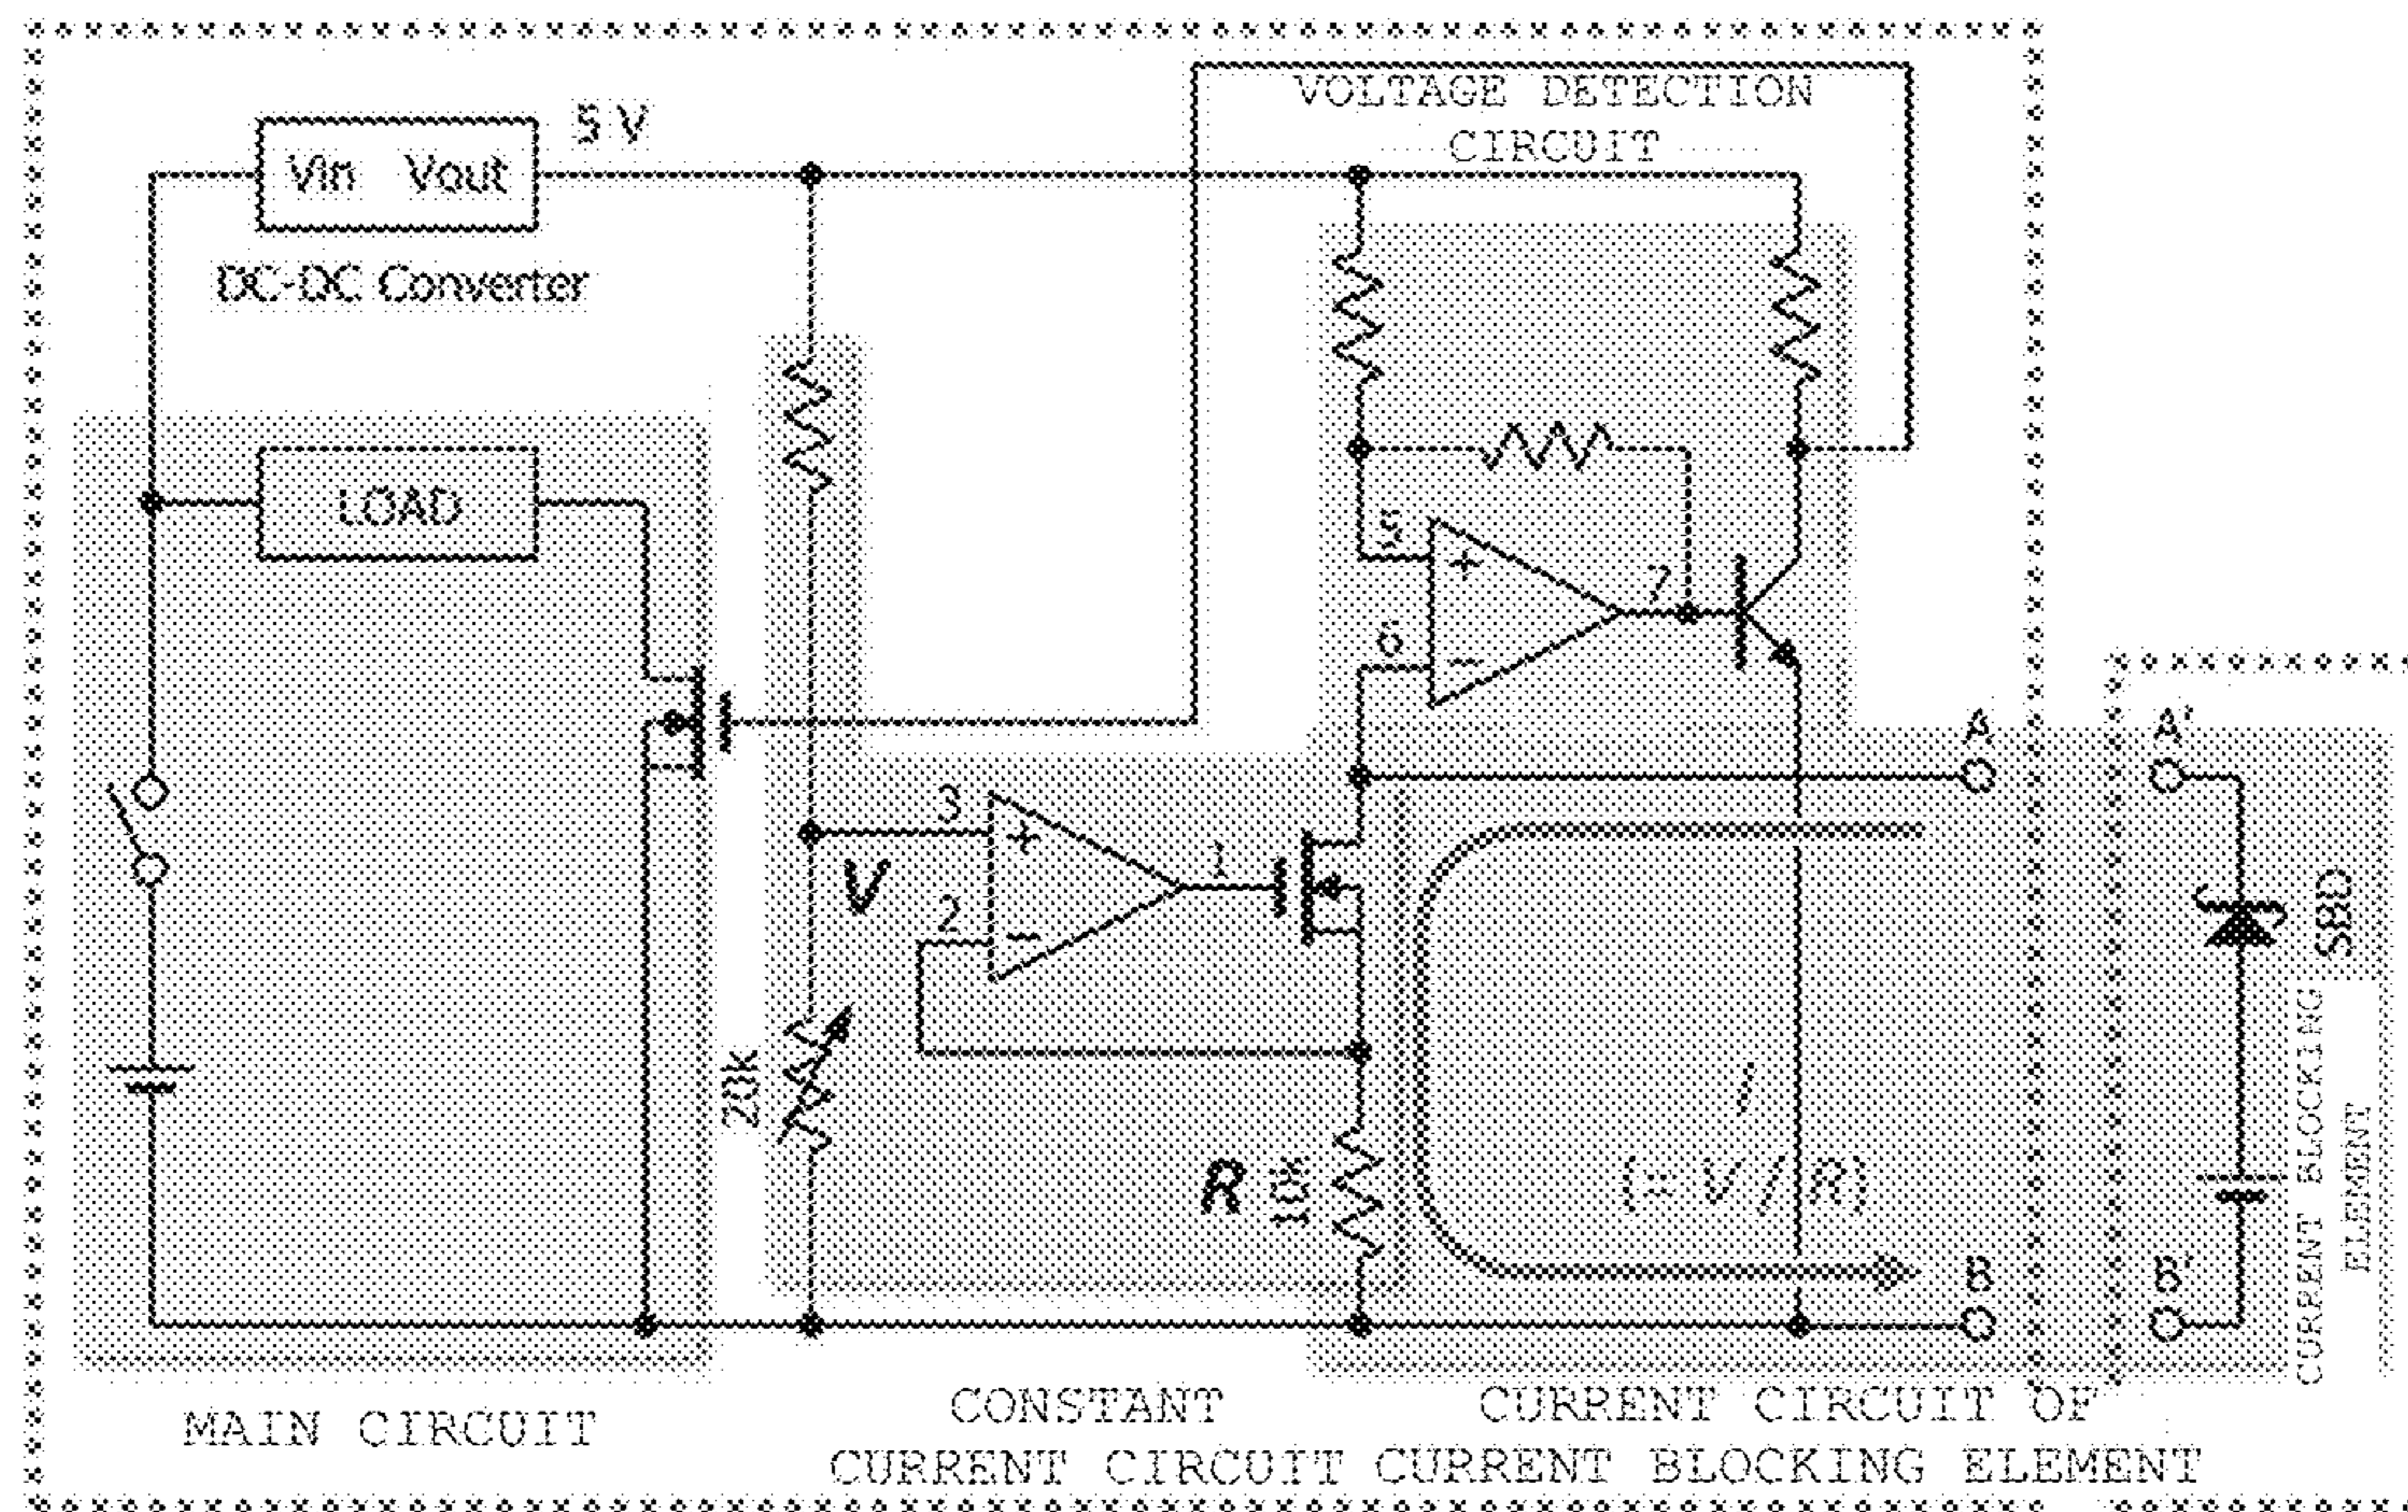 VOLTAGE DETECTION
CIRCUIT
5 V
Vin Vout
DC-DC Converter
LOAD
5
+
7
6
−
A
A'
3
+
V
1
2
−
SBD
20k
I
R
10k
(= V / R)
B
B'
CURRENT BLOCKING
ELEMENT
MAIN CIRCUIT
CONSTANT
CURRENT CIRCUIT
CURRENT CIRCUIT OF
CURRENT BLOCKING ELEMENT